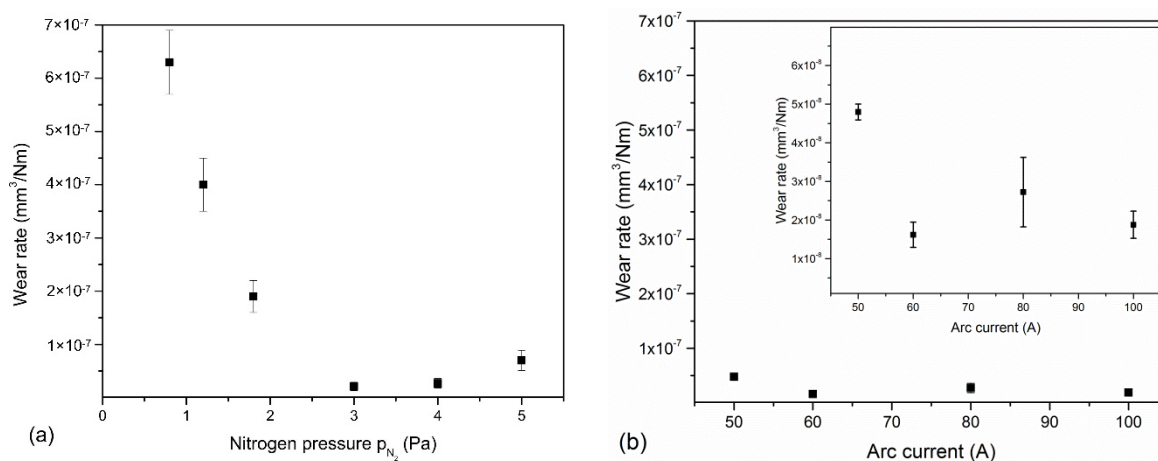 7×10⁻⁷
6×10⁻⁷
5×10⁻⁷
4×10⁻⁷
3×10⁻⁷
2×10⁻⁷
1×10⁻⁷
Wear rate (mm³/Nm)
0 1 2 3 4 5
Nitrogen pressure p_N₂ (Pa)
(a)
7x10⁻⁷
6x10⁻⁷
5x10⁻⁷
4x10⁻⁷
3x10⁻⁷
2x10⁻⁷
1x10⁻⁷
Wear rate (mm³/Nm)
6x10⁻⁸
5x10⁻⁸
4x10⁻⁸
3x10⁻⁸
2x10⁻⁸
1x10⁻⁸
Wear rate (mm³/Nm)
50 60 70 80 90 100
Arc current (A)
50 60 70 80 90 100
Arc current (A)
(b)